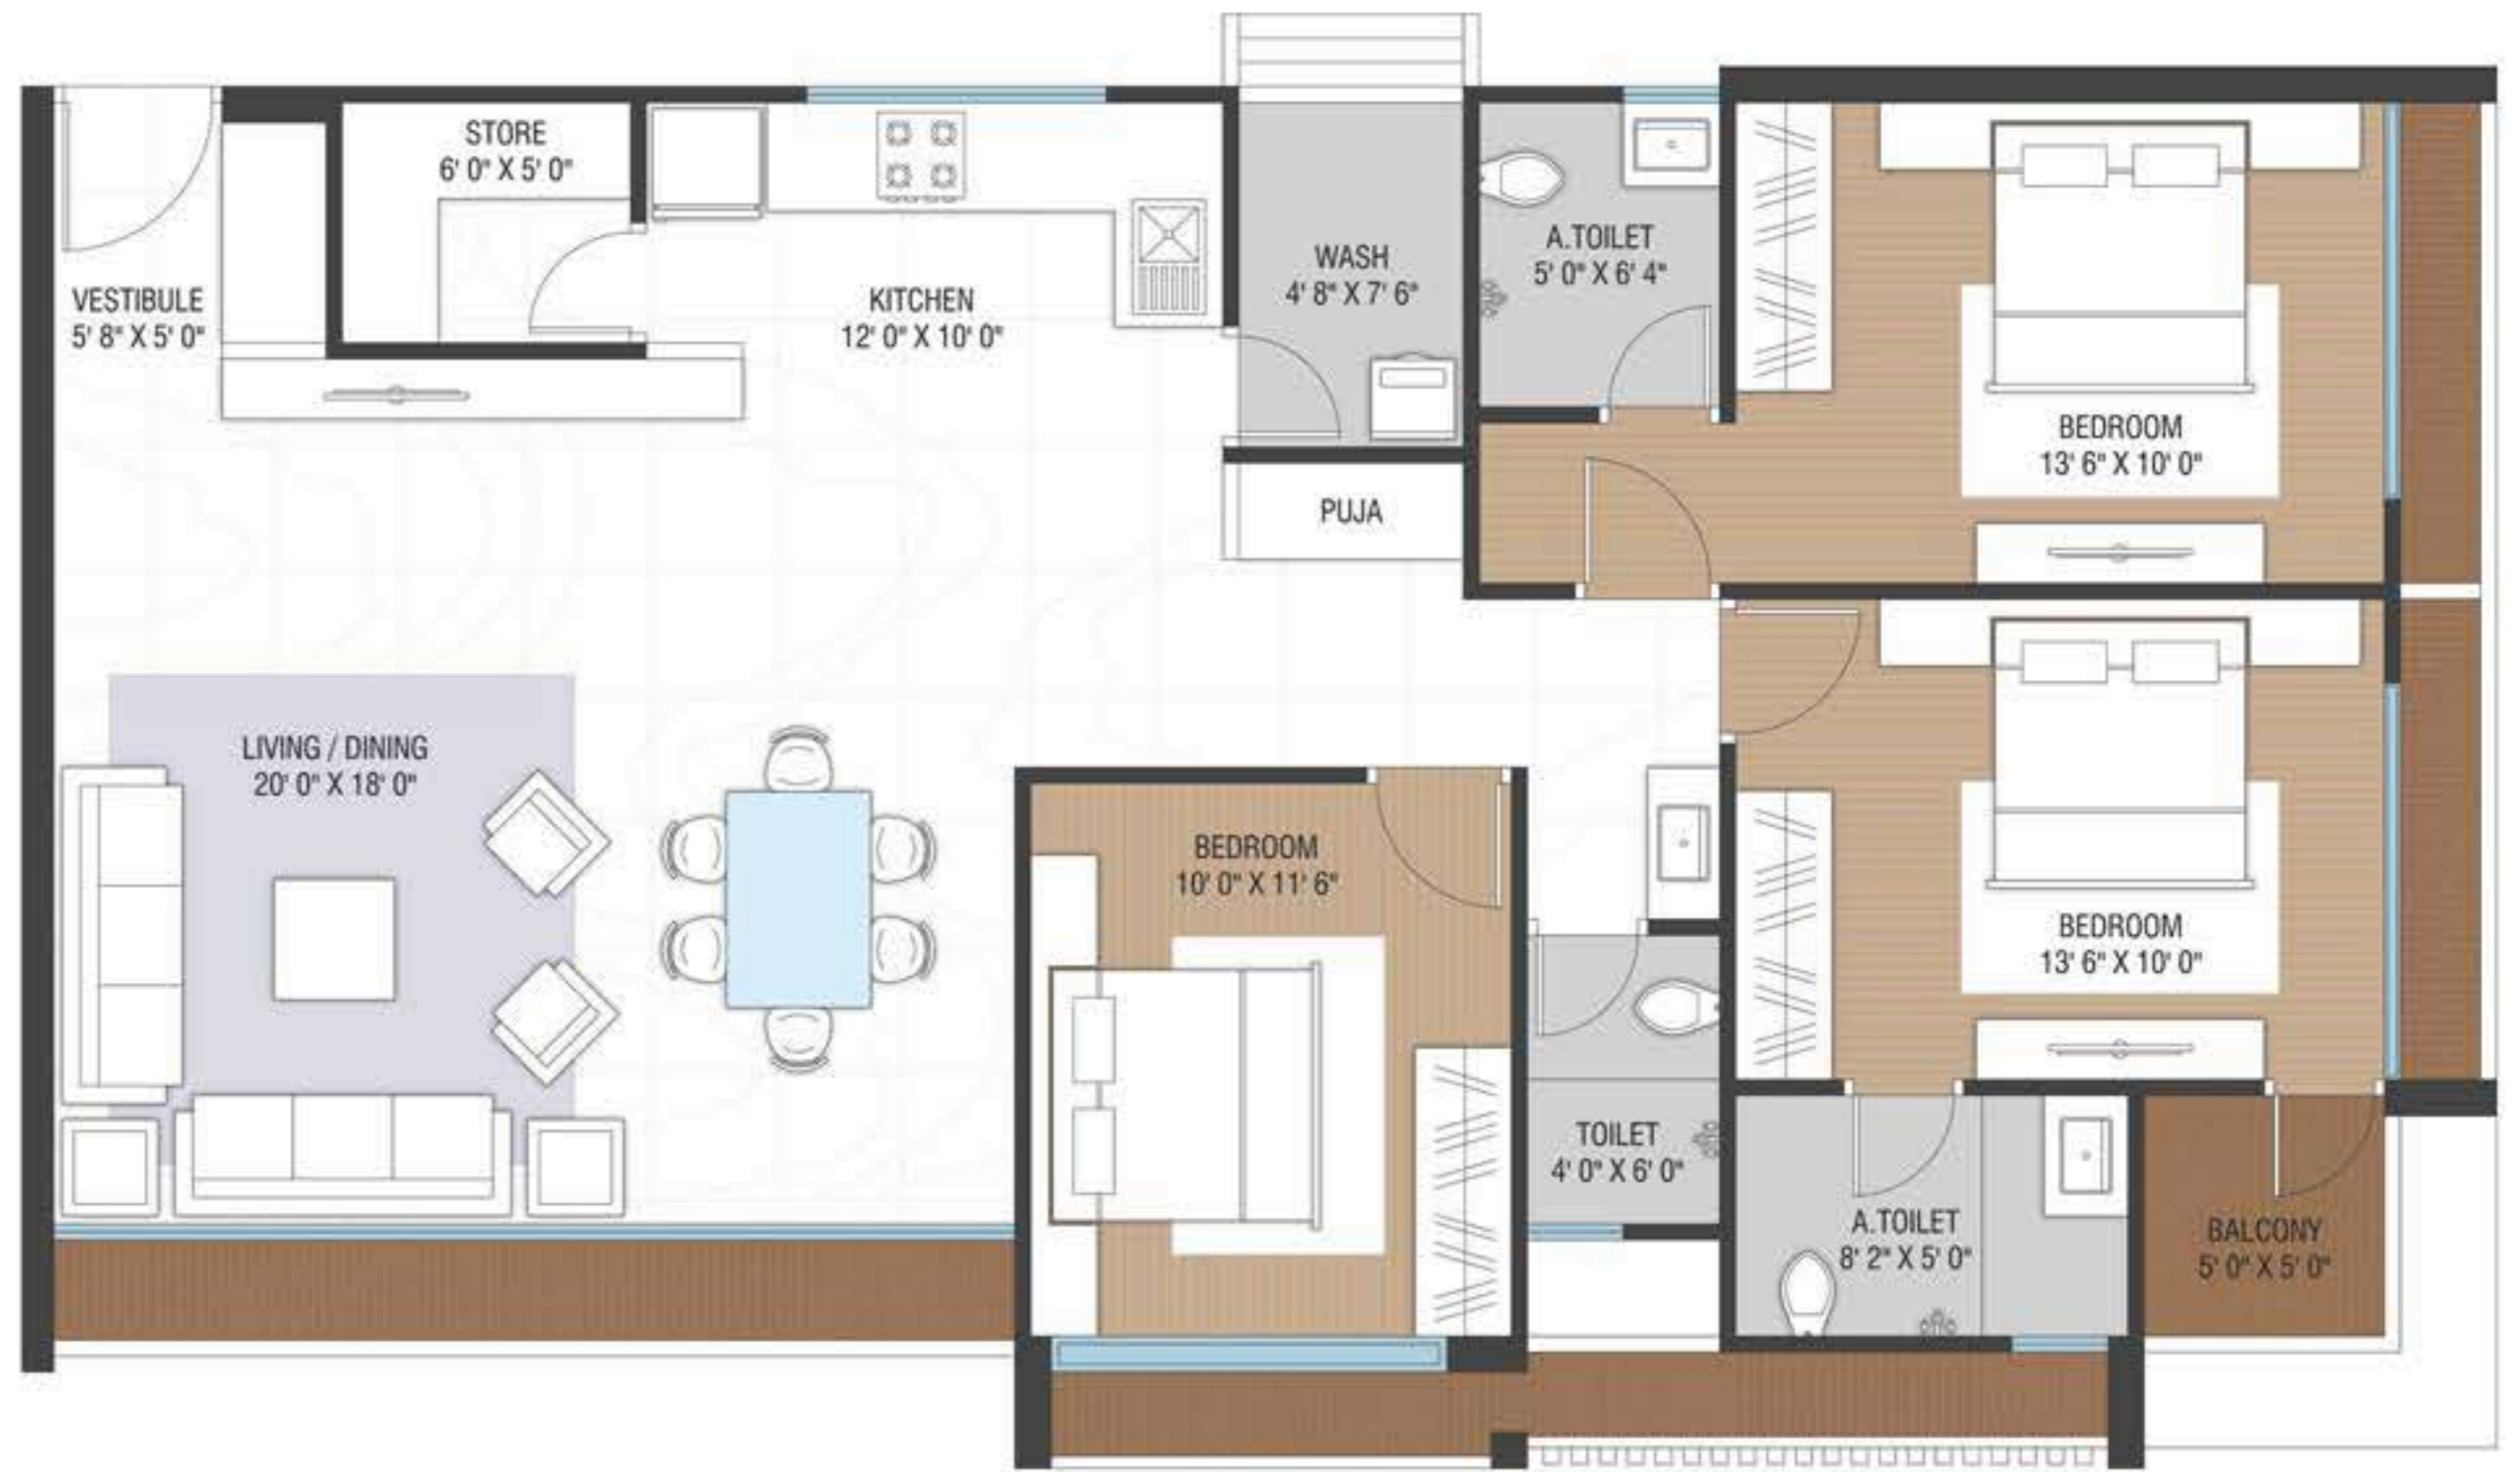 STORE
6' 0" X 5' 0"
VESTIBULE
5' 8" X 5' 0"
KITCHEN
12' 0" X 10' 0"
WASH
4' 8" X 7' 6"
A.TOILET
5' 0" X 6' 4"
BEDROOM
13' 6" X 10' 0"
PUJA
LIVING / DINING
20' 0" X 18' 0"
BEDROOM
10' 0" X 11' 6"
BEDROOM
13' 6" X 10' 0"
TOILET
4' 0" X 6' 0"
A.TOILET
8' 2" X 5' 0"
BALCONY
5' 0" X 5' 0"